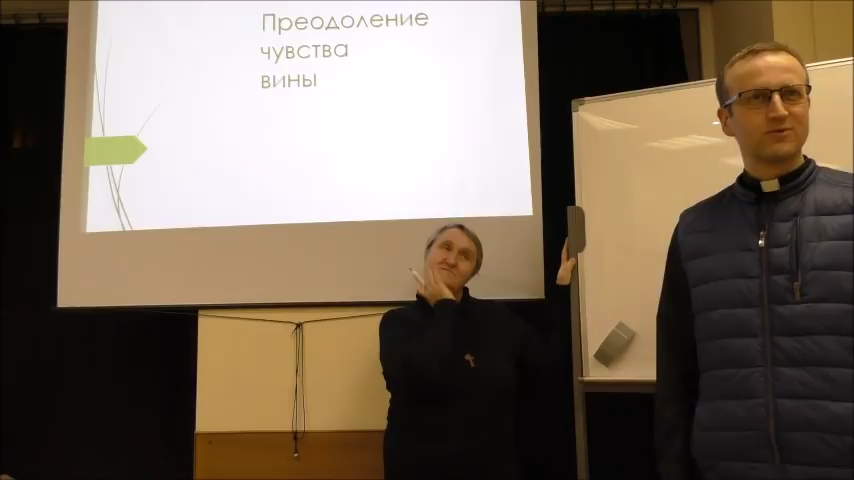 Преодоление
чувства
вины